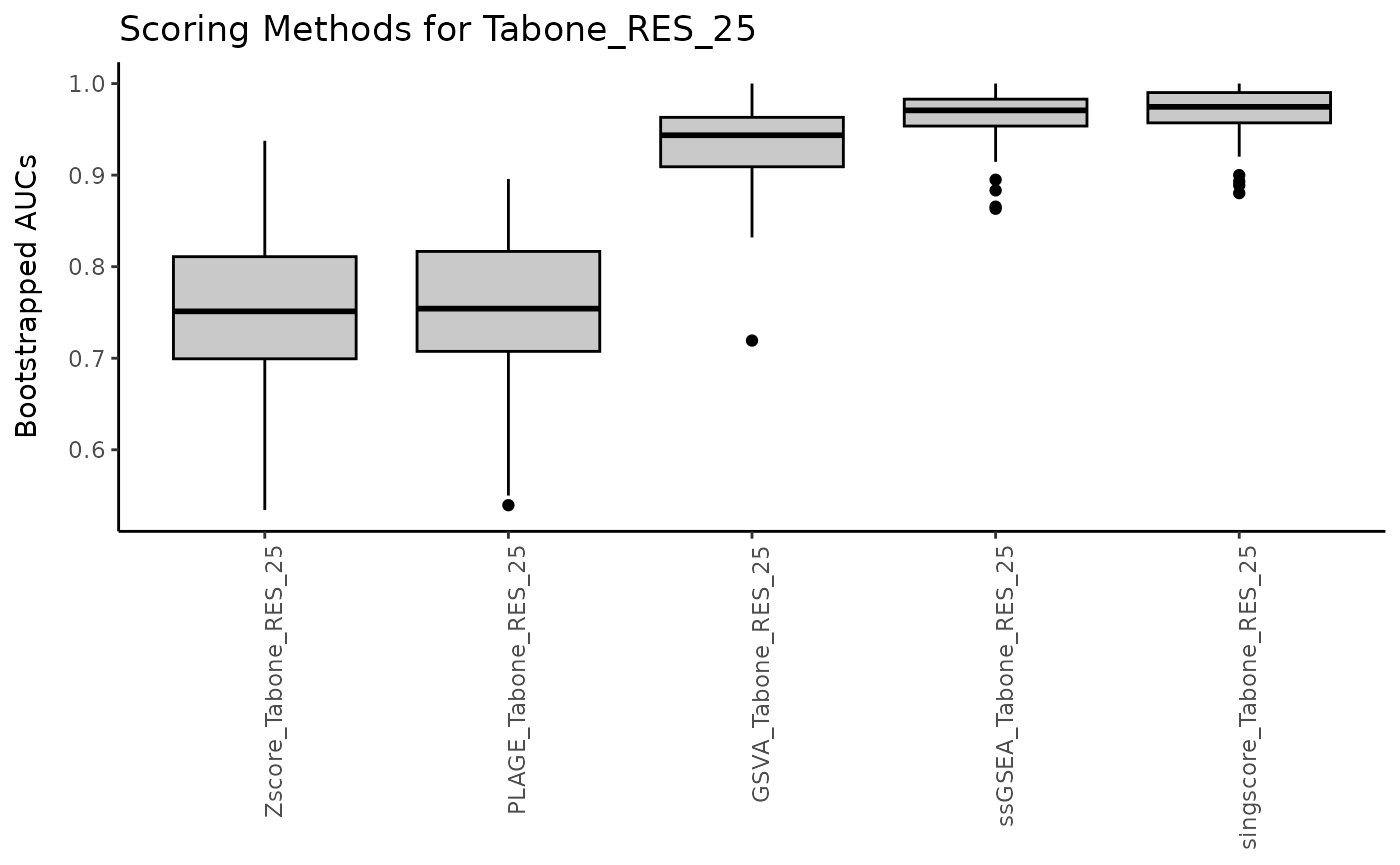 Scoring Methods for Tabone_RES_25
Bootstrapped AUCs
1.0
0.9
0.8
0.7
0.6
Zscore_Tabone_RES_25
PLAGE_Tabone_RES_25
GSVA_Tabone_RES_25
ssGSEA_Tabone_RES_25
singscore_Tabone_RES_25